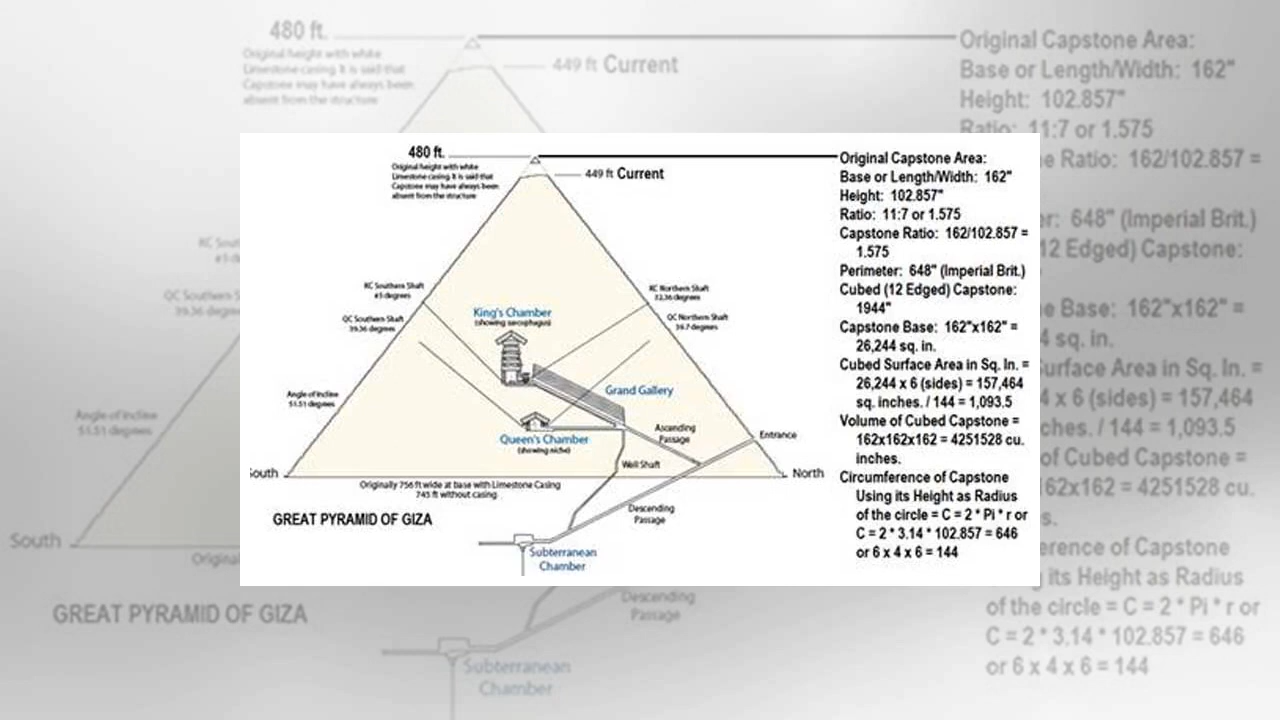 480 ft.
Original height with white
Limestone casing. It is said that
Capstone may have always been
absent from the structure
449 ft Current
KC Southern Shaft
45 degrees
QC Southern Shaft
39.36 degrees
King's Chamber
(showing sarcophagus)
KC Northern Shaft
32.36 degrees
QC Northern Shaft
39.7 degrees
Grand Gallery
Angle of Incline
51.51 degrees
Queen's Chamber
(showing niche)
Ascending
Passage
Entrance
Well Shaft
South
North
Originally 756 ft wide at base with Limestone Casing
745 ft without casing
Descending
Passage
GREAT PYRAMID OF GIZA
Subterranean
Chamber
Original Capstone Area:
Base or Length/Width: 162"
Height: 102.857"
Ratio: 11:7 or 1.575
Capstone Ratio: 162/102.857 =
1.575
Perimeter: 648" (Imperial Brit.)
Cubed (12 Edged) Capstone:
1944"
Capstone Base: 162"x162" =
26,244 sq. in.
Cubed Surface Area in Sq. In. =
26,244 x 6 (sides) = 157,464
sq. inches. / 144 = 1,093.5
Volume of Cubed Capstone =
162x162x162 = 4251528 cu.
inches.
Circumference of Capstone
Using its Height as Radius
of the circle = C = 2 * Pi * r or
C = 2 * 3.14 * 102.857 = 646
or 6 x 4 x 6 = 144